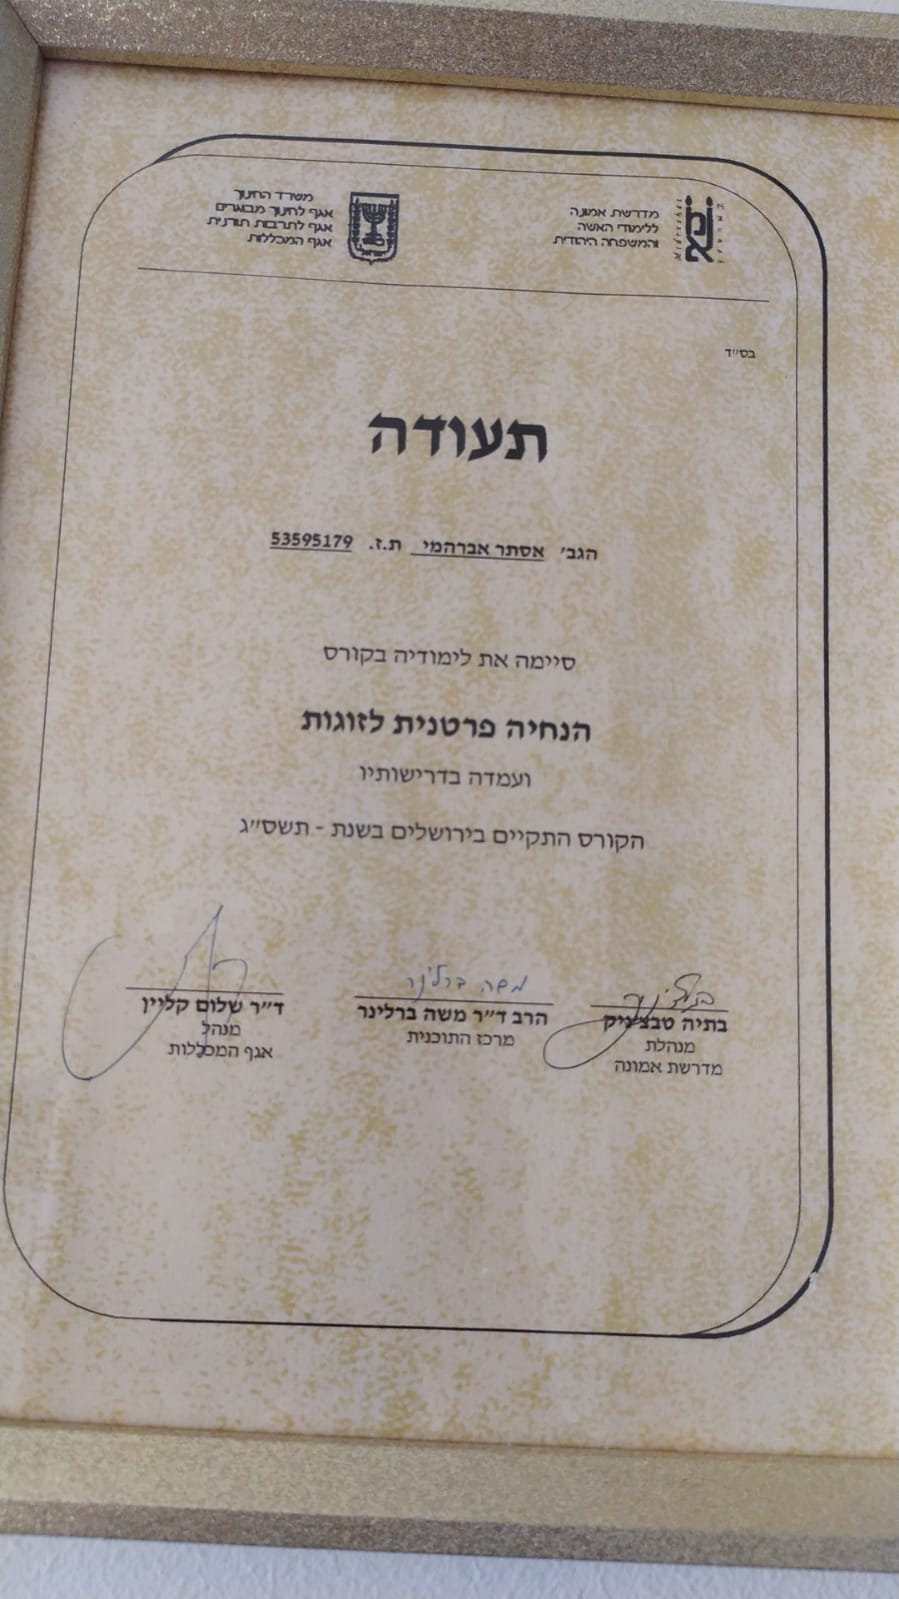 מדרשת אמונה
ללימודי האשה
והמשפחה היהודית
משרד החינוך
אגף לחינוך מבוגרים
אגף לתרבות תורנית
אגף המכללות
בסי"ד
תעודה
הגב' אסתר אברהמי ת.ז. 53595179
סיימה את לימודיה בקורס
הנחיה פרטנית לזוגות
ועמדה בדרישותיו
הקורס התקיים בירושלים בשנת - תשס"ג
משה ברלינר
בתיה טבצ'ניק
מנהלת
מדרשת אמונה
הרב ד"ר משה ברלינר
מרכז התוכנית
ד"ר שלום קליין
מנהל
אגף המכללות